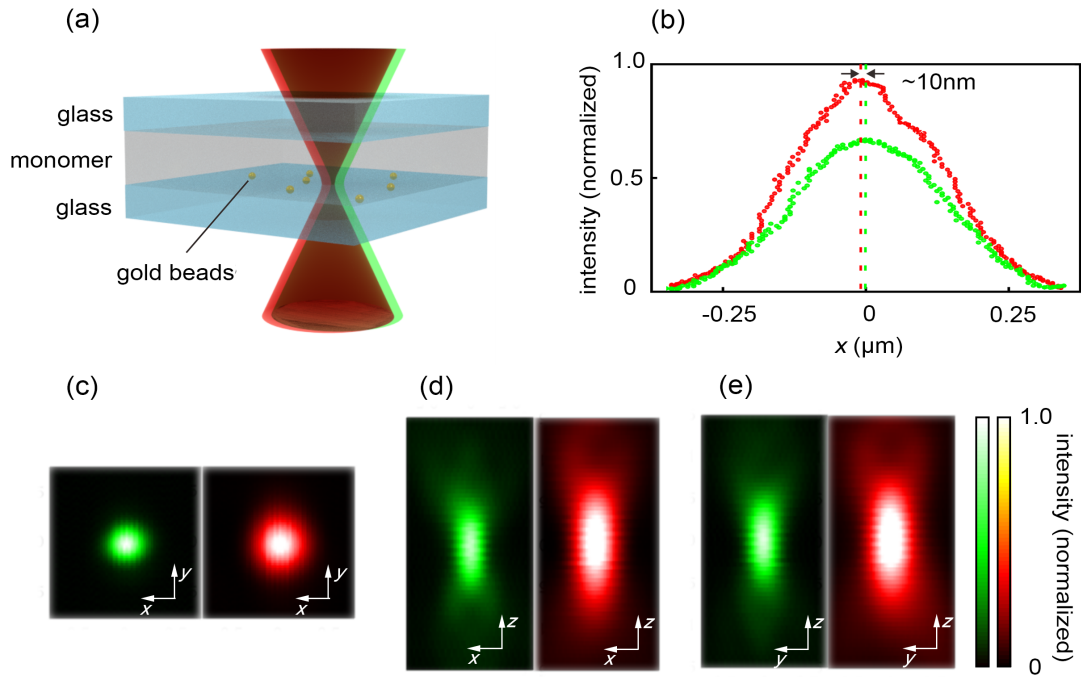 (a)
glass
monomer
glass
gold beads
(b)
intensity (normalized)
1.0
0.5
0
~10nm
-0.25
0
0.25
x (µm)
(c)
y
x
y
x
(d)
z
x
z
x
(e)
z
y
z
y
1.0
intensity (normalized)
0